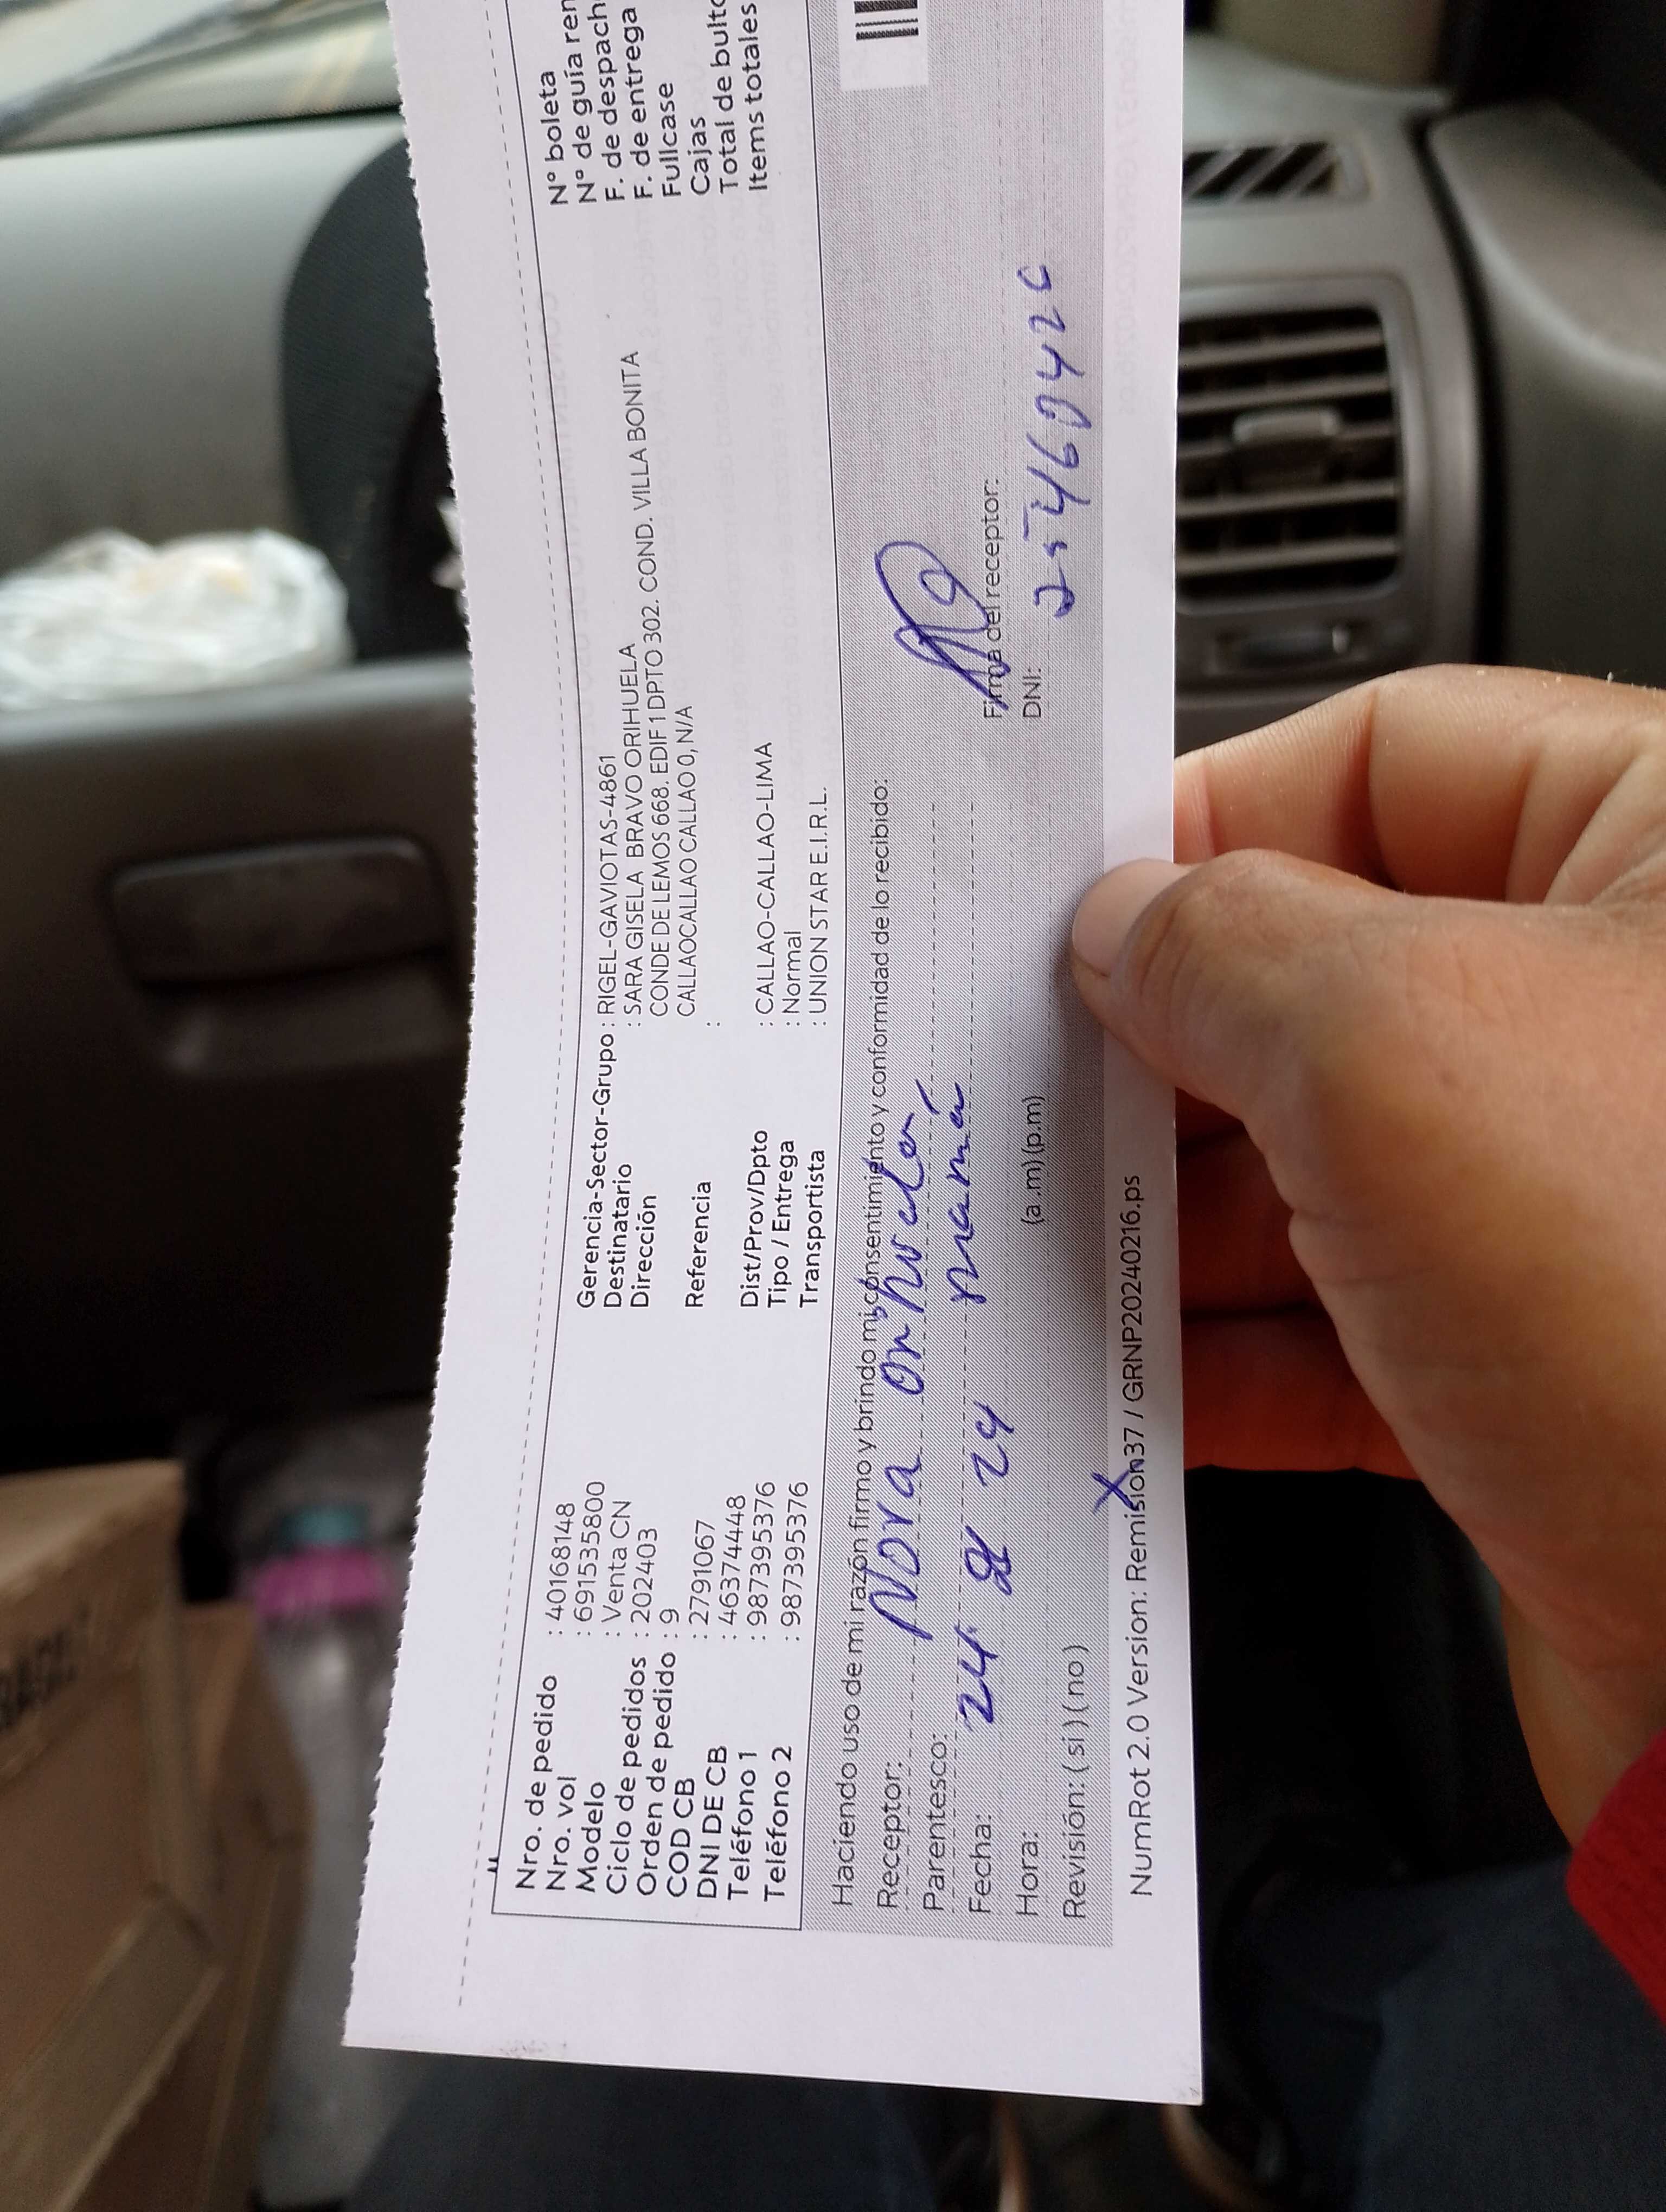 Nro. de pedido : 40168148
Nro. vol : 691535800
Modelo : Venta CN
Ciclo de pedidos : 202403
Orden de pedido : 9
COD CB : 2791067
DNI DE CB : 46374448
Teléfono 1 : 987395376
Teléfono 2 : 987395376
Gerencia-Sector-Grupo : RIGEL-GAVIOTAS-4861
Destinatario : SARA GISELA BRAVO ORIHUELA
Dirección CONDE DE LEMOS 668. EDIF 1 DPTO 302. COND. VILLA BONITA
CALLAOCALLAO CALLAO 0, N/A
Referencia :
Dist/Prov/Dpto : CALLAO-CALLAO-LIMA
Tipo / Entrega : Normal
Transportista : UNION STAR E.I.R.L.
N° boleta
N° de guía
F. de
F. de entrega
Fullcase
Cajas
Total de
Items totales
Haciendo uso de mi razón firmo y brindo mi consentimiento y conformidad de lo recibido:
Receptor: Nora
Parentesco: mamá
Fecha: 24 2 24
Hora: (a.m) (p.m)
Revisión: ( si ) ( no ) X
Firma del receptor:
DNI:
NumRot 2.0 Version: Remision37 / GRNP20240216.ps